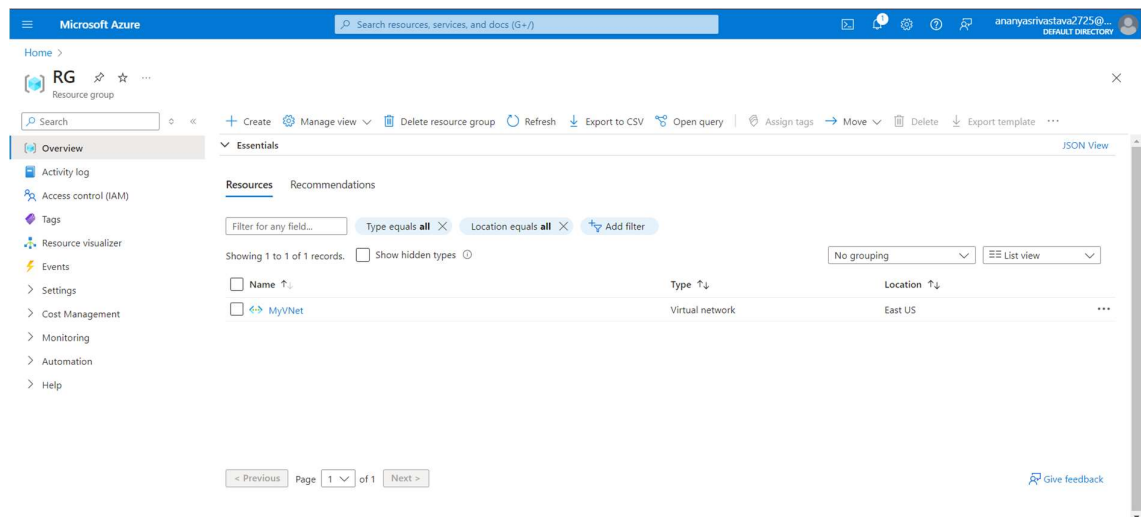 Microsoft Azure
Search resources, services, and docs (G+/)
1
ananyasrivastava2725@...
DEFAULT DIRECTORY
Home >
RG
Resource group
Search
Overview
Activity log
Access control (IAM)
Tags
Resource visualizer
Events
Settings
Cost Management
Monitoring
Automation
Help
Create Manage view Delete resource group Refresh Export to CSV Open query Assign tags Move Delete Export template ...
Essentials JSON View
Resources Recommendations
Filter for any field... Type equals all Location equals all Add filter
Showing 1 to 1 of 1 records. Show hidden types No grouping List view
Name Type Location
MyVNet Virtual network East US
< Previous Page 1 of 1 Next > Give feedback